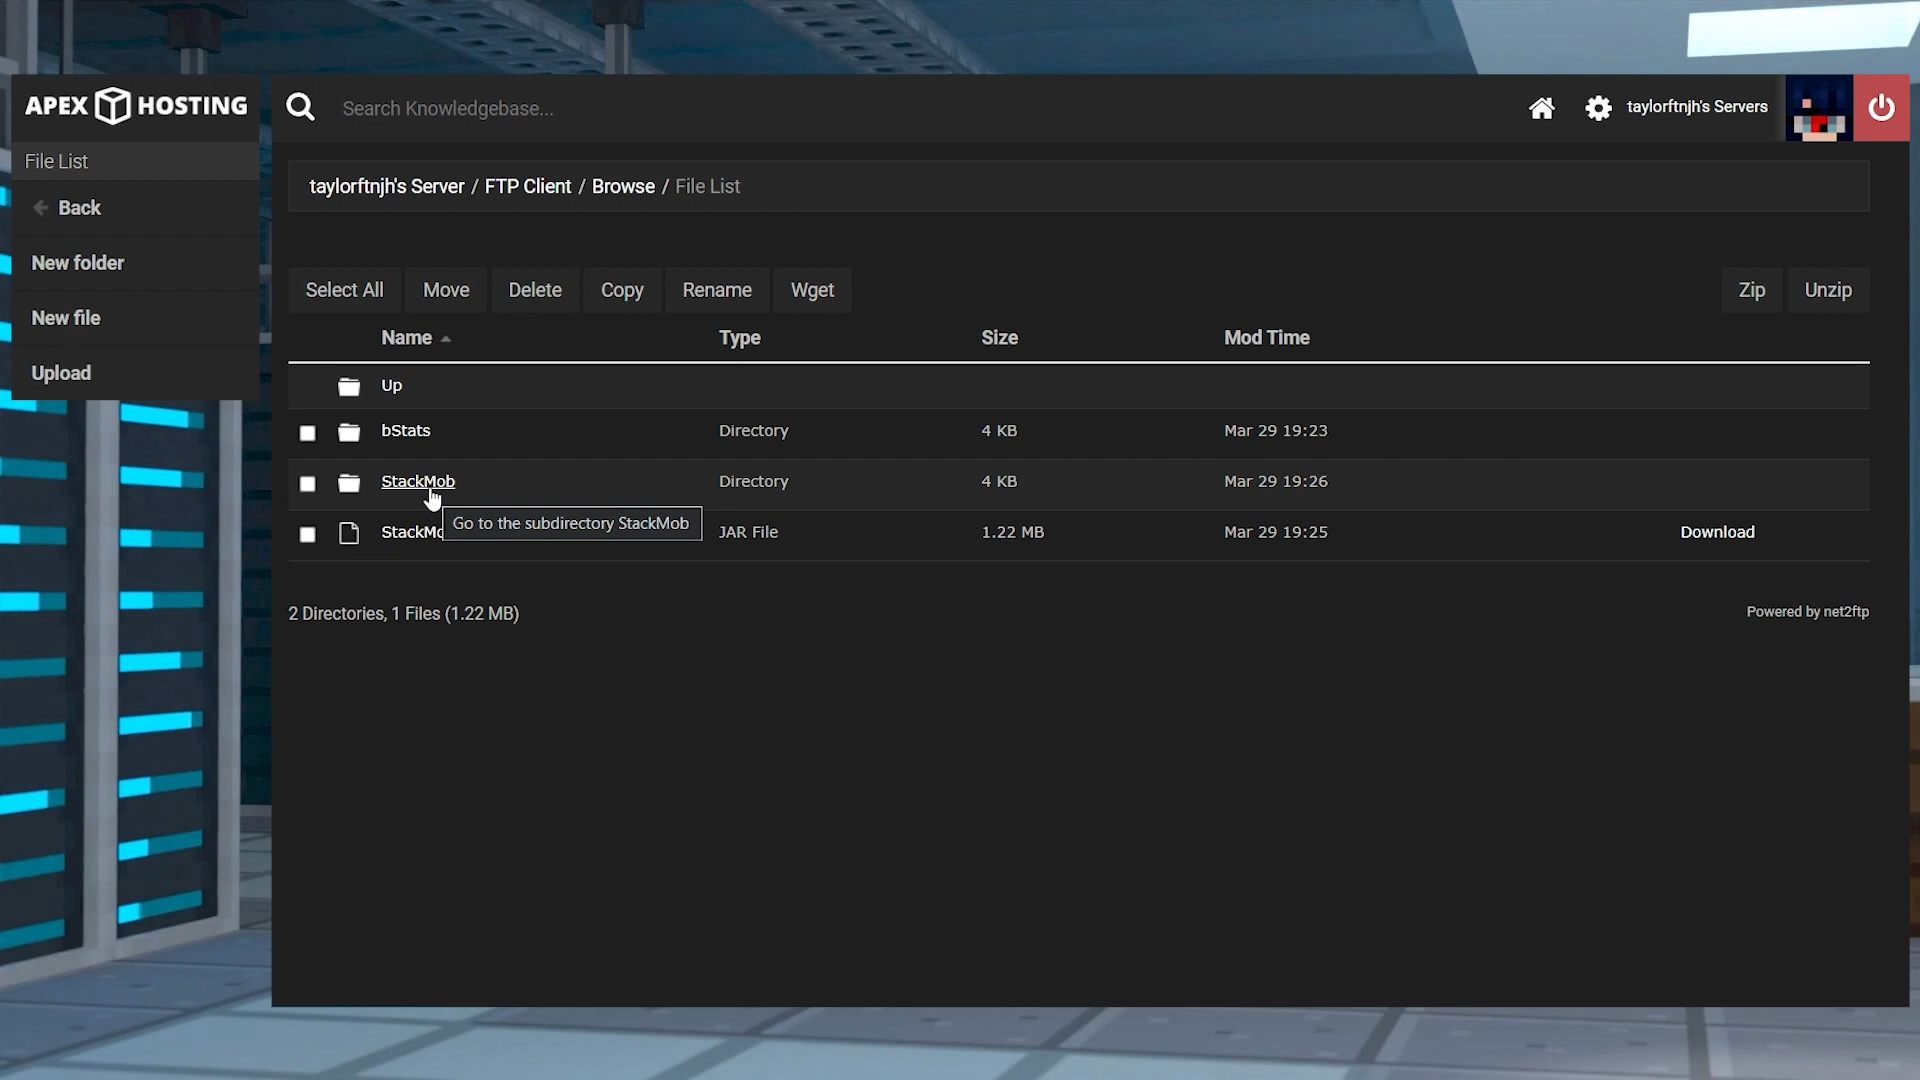 APEX HOSTING
Search Knowledgebase...
taylorftnjh's Servers
File List
Back
New folder
New file
Upload
taylorftnjh's Server / FTP Client / Browse / File List
Select All Move Delete Copy Rename Wget Zip Unzip
Name Type Size Mod Time
Up
bStats Directory 4 KB Mar 29 19:23
StackMob Directory 4 KB Mar 29 19:26
Go to the subdirectory StackMob
JAR File 1.22 MB Mar 29 19:25 Download
2 Directories, 1 Files (1.22 MB)
Powered by net2ftp